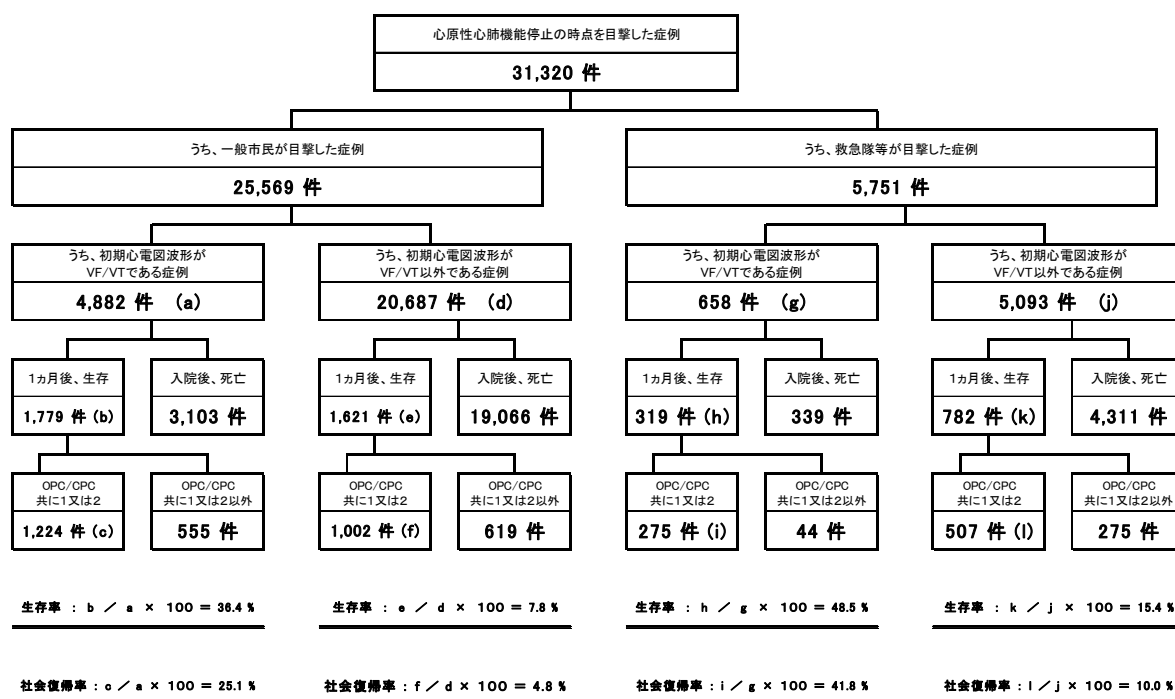 心原性心肺機能停止の時点を目撃した症例
31,320 件
うち、一般市民が目撃した症例
25,569 件
うち、救急隊等が目撃した症例
5,751 件
うち、初期心電図波形が
VF/VTである症例
4,882 件 (a)
うち、初期心電図波形が
VF/VT以外である症例
20,687 件 (d)
うち、初期心電図波形が
VF/VTである症例
658 件 (g)
うち、初期心電図波形が
VF/VT以外である症例
5,093 件 (j)
1ヵ月後、生存
1,779 件 (b)
入院後、死亡
3,103 件
1ヵ月後、生存
1,621 件 (e)
入院後、死亡
19,066 件
1ヵ月後、生存
319 件 (h)
入院後、死亡
339 件
1ヵ月後、生存
782 件 (k)
入院後、死亡
4,311 件
OPC/CPC
共に1又は2
1,224 件 (c)
OPC/CPC
共に1又は2以外
555 件
OPC/CPC
共に1又は2
1,002 件 (f)
OPC/CPC
共に1又は2以外
619 件
OPC/CPC
共に1又は2
275 件 (i)
OPC/CPC
共に1又は2以外
44 件
OPC/CPC
共に1又は2
507 件 (l)
OPC/CPC
共に1又は2以外
275 件
生存率 : b / a × 100 = 36.4 %
生存率 : e / d × 100 = 7.8 %
生存率 : h / g × 100 = 48.5 %
生存率 : k / j × 100 = 15.4 %
社会復帰率 : c / a × 100 = 25.1 %
社会復帰率 : f / d × 100 = 4.8 %
社会復帰率 : i / g × 100 = 41.8 %
社会復帰率 : l / j × 100 = 10.0 %